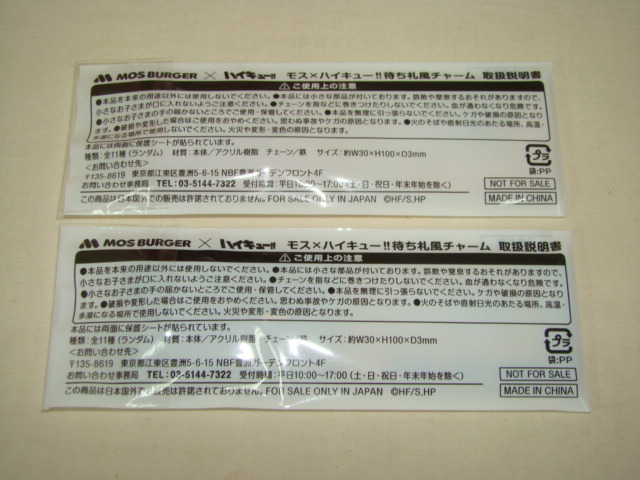 MOS BURGER × ハイキュー!! モス×ハイキュー!!待ち札風チャーム 取扱説明書
⚠ご使用上の注意
●本品を本来の用途以外には使用しないでください。●本品には小さな部品が付いております。誤飲や窒息するおそれがありますので、
小さなお子さまが口に入れないようご注意ください。●チェーンを指などに巻きつけたりしないでください。血が通わなくなり危険です。
●小さなお子さまの手の届かないところでご使用・保管してください。●本品を無理に引っ張らないでください。ケガや破損の原因となりま
す。●破損や変形した場合はご使用をおやめください。思わぬ事故やケガの原因となります。●火のそばや直射日光のあたる場所、高温・
多湿になる場所で使用しないでください。火災や変形・変色の原因となります。
本品には両面に保護シートが貼られています。
種類:全11種(ランダム) 材質:本体/アクリル樹脂 チェーン/鉄 サイズ:約W30×H100×D3mm
<お問い合わせ先>
〒135-8619 東京都江東区豊洲5-6-15 NBF豊洲ガーデンフロント4F
お問い合わせ事務局 TEL:03-5144-7322 受付時間:平日10:00~17:00(土・日・祝日・年末年始を除く)
この商品は日本国外での販売は許諾されておりません。FOR SALE ONLY IN JAPAN ©HF/S,HP
プラ
袋:PP
NOT FOR SALE
MADE IN CHINA
MOS BURGER × ハイキュー!! モス×ハイキュー!!待ち札風チャーム 取扱説明書
⚠ご使用上の注意
●本品を本来の用途以外には使用しないでください。●本品には小さな部品が付いております。誤飲や窒息するおそれがありますので、
小さなお子さまが口に入れないようご注意ください。●チェーンを指などに巻きつけたりしないでください。血が通わなくなり危険です。
●小さなお子さまの手の届かないところでご使用・保管してください。●本品を無理に引っ張らないでください。ケガや破損の原因となりま
す。●破損や変形した場合はご使用をおやめください。思わぬ事故やケガの原因となります。●火のそばや直射日光のあたる場所、高温・
多湿になる場所で使用しないでください。火災や変形・変色の原因となります。
本品には両面に保護シートが貼られています。
種類:全11種(ランダム) 材質:本体/アクリル樹脂 チェーン/鉄 サイズ:約W30×H100×D3mm
<お問い合わせ先>
〒135-8619 東京都江東区豊洲5-6-15 NBF豊洲ガーデンフロント4F
お問い合わせ事務局 TEL:03-5144-7322 受付時間:平日10:00~17:00(土・日・祝日・年末年始を除く)
この商品は日本国外での販売は許諾されておりません。FOR SALE ONLY IN JAPAN ©HF/S,HP
プラ
袋:PP
NOT FOR SALE
MADE IN CHINA